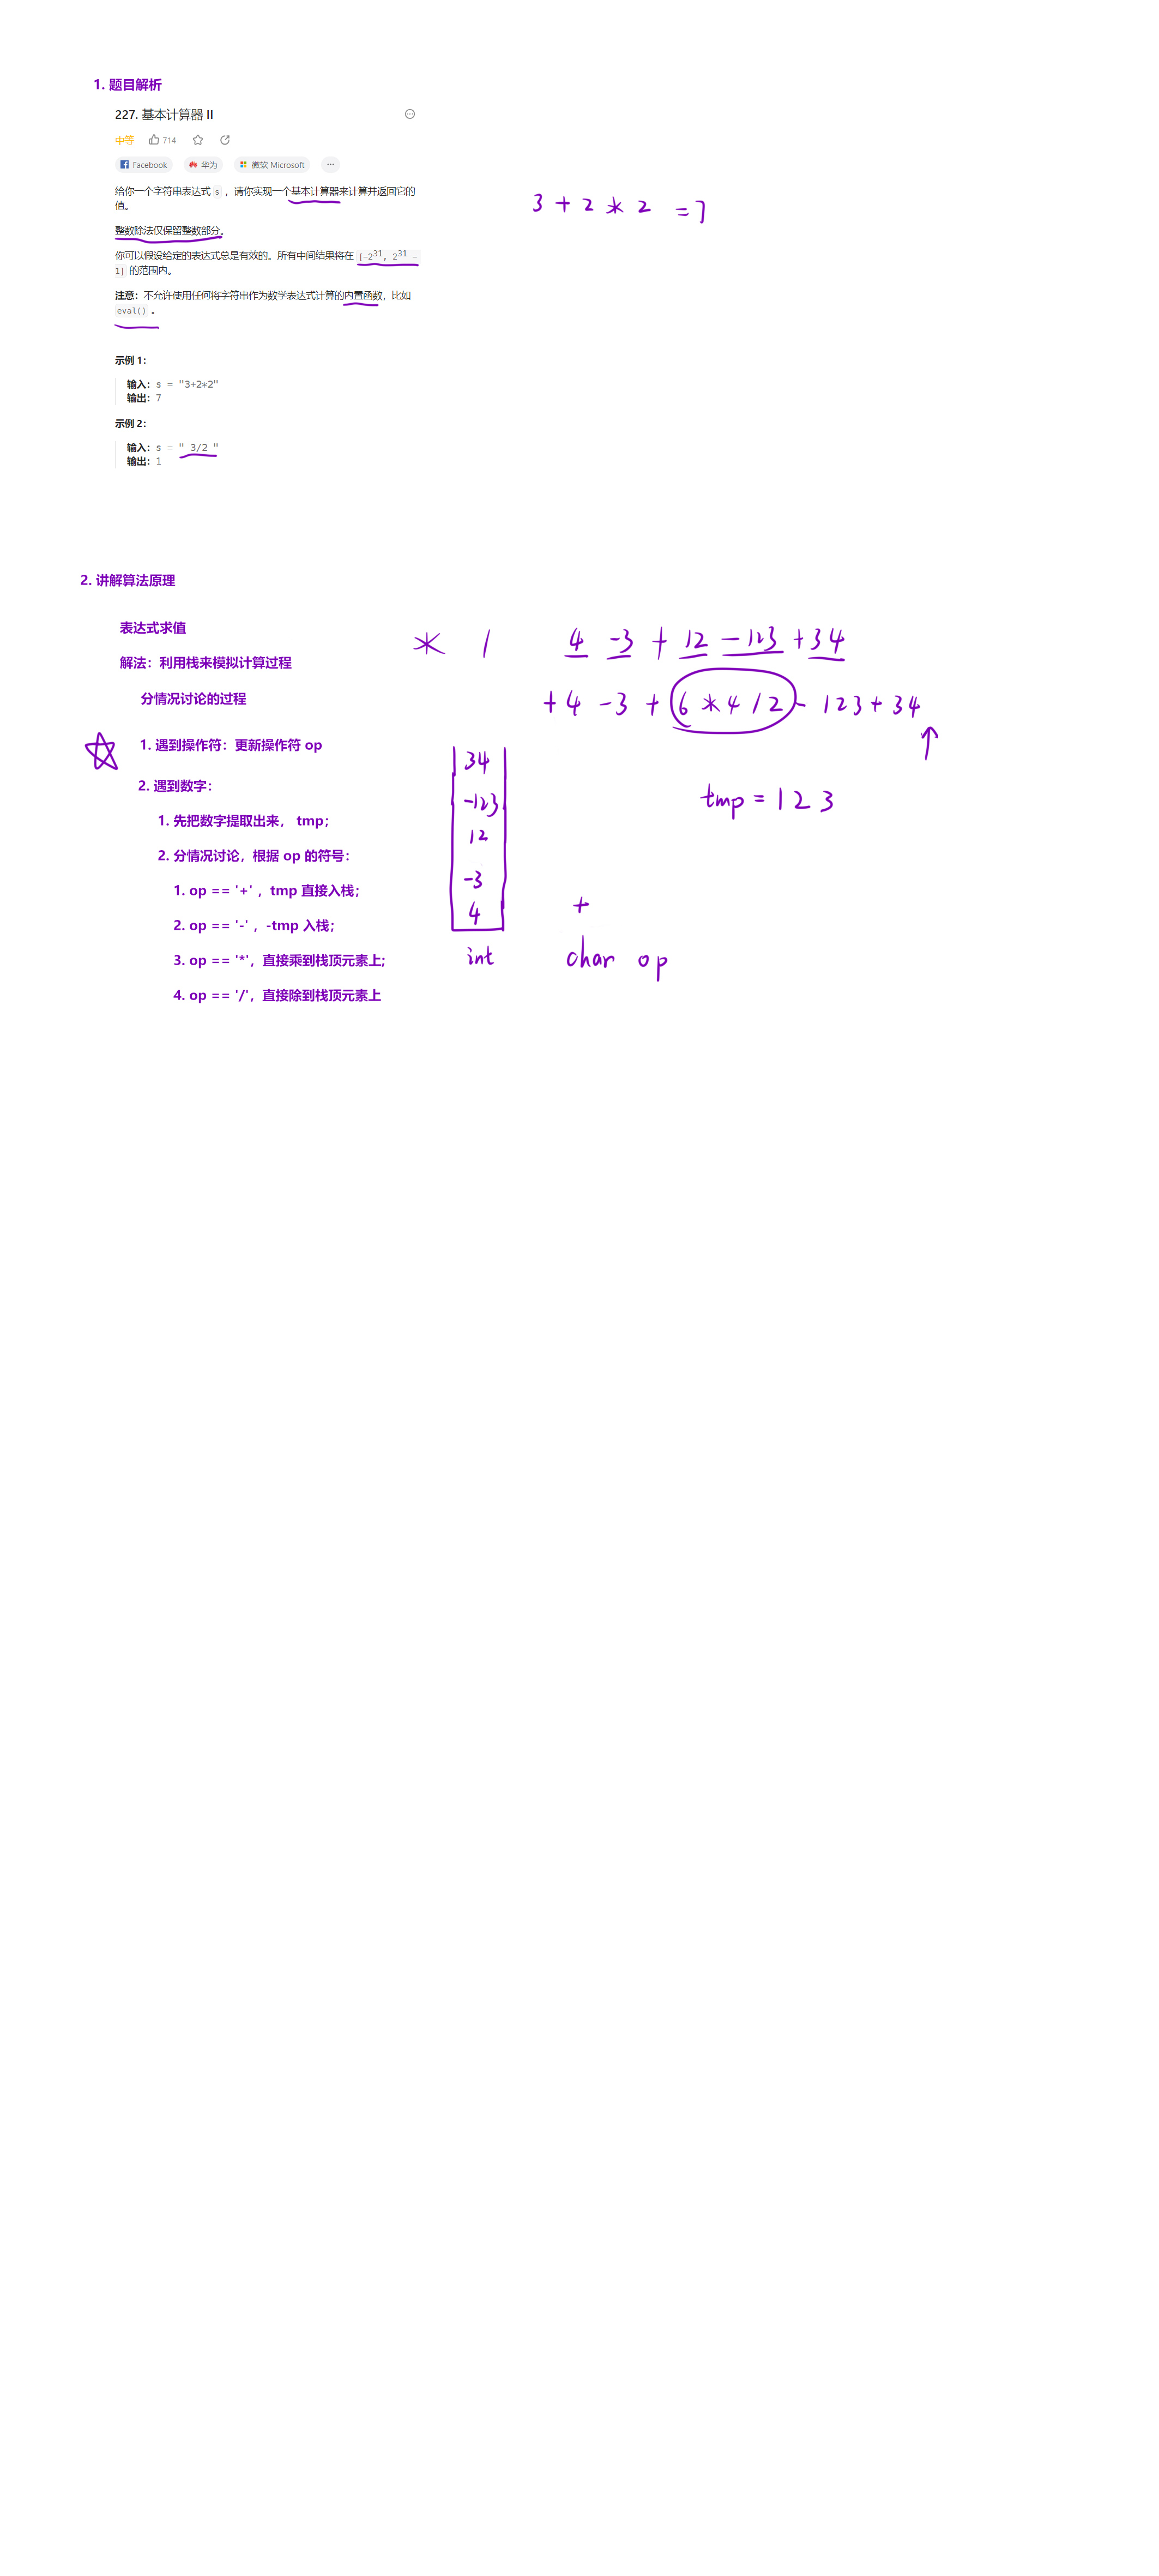 1. 题目解析
227. 基本计算器 II
中等 714
Facebook 华为 微软 Microsoft ...
给你一个字符串表达式 s ，请你实现一个基本计算器来计算并返回它的
值。
整数除法仅保留整数部分。
你可以假设给定的表达式总是有效的。所有中间结果将在 [-2^31, 2^31 -
1] 的范围内。
注意：不允许使用任何将字符串作为数学表达式计算的内置函数，比如
eval() 。
示例 1：
输入：s = "3+2*2"
输出：7
示例 2：
输入：s = " 3/2 "
输出：1
3 + 2 * 2 = 7
2. 讲解算法原理
表达式求值
解法：利用栈来模拟计算过程
分情况讨论的过程
1. 遇到操作符：更新操作符 op
2. 遇到数字：
1. 先把数字提取出来， tmp；
2. 分情况讨论，根据 op 的符号：
1. op == '+' ，tmp 直接入栈；
2. op == '-' ，-tmp 入栈；
3. op == '*'，直接乘到栈顶元素上;
4. op == '/'，直接除到栈顶元素上
* / 4 -3 + 12 - 123 + 34
+ 4 - 3 + 6 * 4 / 2 - 123 + 34
34
-123
12
-3
4
int
tmp = 123
+
char op